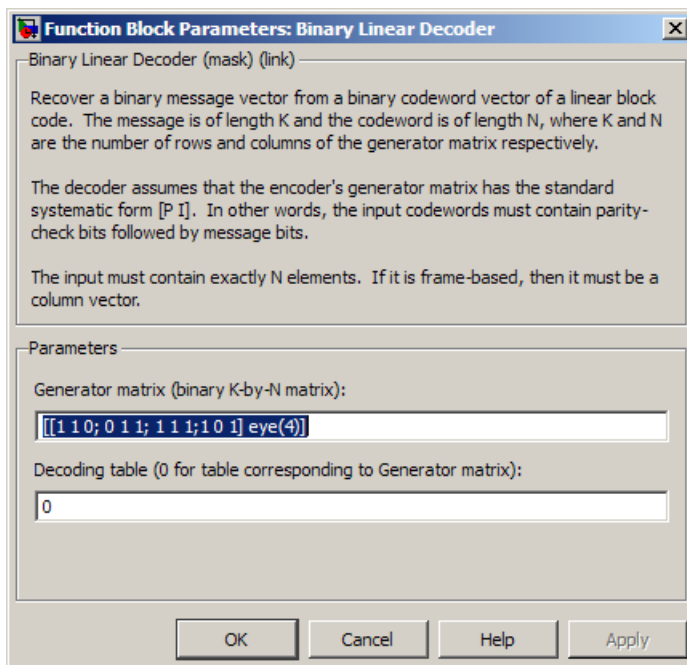 Function Block Parameters: Binary Linear Decoder
Binary Linear Decoder (mask) (link)
Recover a binary message vector from a binary codeword vector of a linear block
code.  The message is of length K and the codeword is of length N, where K and N
are the number of rows and columns of the generator matrix respectively.
The decoder assumes that the encoder's generator matrix has the standard
systematic form [P I].  In other words, the input codewords must contain parity-
check bits followed by message bits.
The input must contain exactly N elements.  If it is frame-based, then it must be a
column vector.
Parameters
Generator matrix (binary K-by-N matrix):
[[1 1 0; 0 1 1; 1 1 1;1 0 1] eye(4)]
Decoding table (0 for table corresponding to Generator matrix):
0
OK Cancel Help Apply